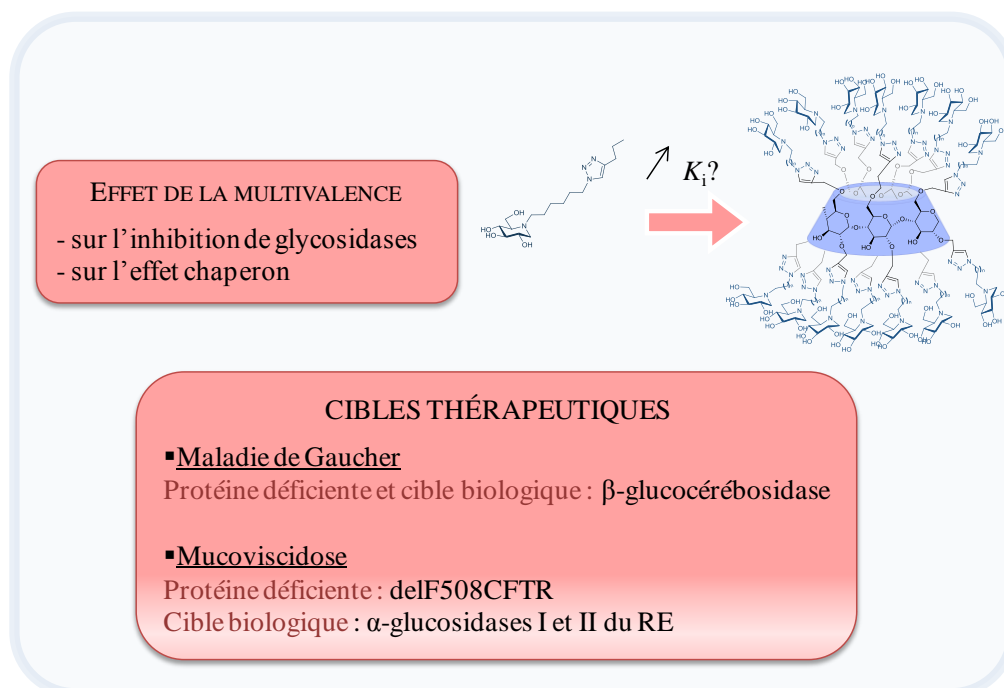 EFFET DE LA MULTIVALENCE
- sur l'inhibition de glycosidases
- sur l'effet chaperon
Ki?
CIBLES THÉRAPEUTIQUES
▪Maladie de Gaucher
Protéine déficiente et cible biologique : β-glucocérébosidase
▪Mucoviscidose
Protéine déficiente : delF508CFTR
Cible biologique : α-glucosidases I et II du RE